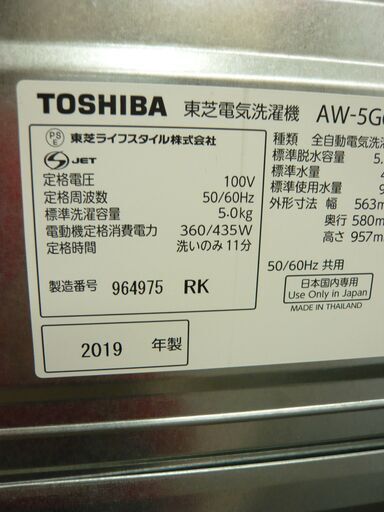 TOSHIBA 東芝電気洗濯機 AW-5G
PS E 東芝ライフスタイル株式会社
S JET
定格電圧 100V
定格周波数 50/60Hz
標準洗濯容量 5.0kg
電動機定格消費電力 360/435W
定格時間 洗いのみ 11分
製造番号 964975 RK
2019 年製
種類 全自動電気洗
標準脱水容量 5.
標準水量 4
標準使用水量 9
外形寸法 幅 563m
奥行 580m
高さ 957m
50/60Hz 共用
日本国内専用
Use Only in Japan
MADE IN THAILAND